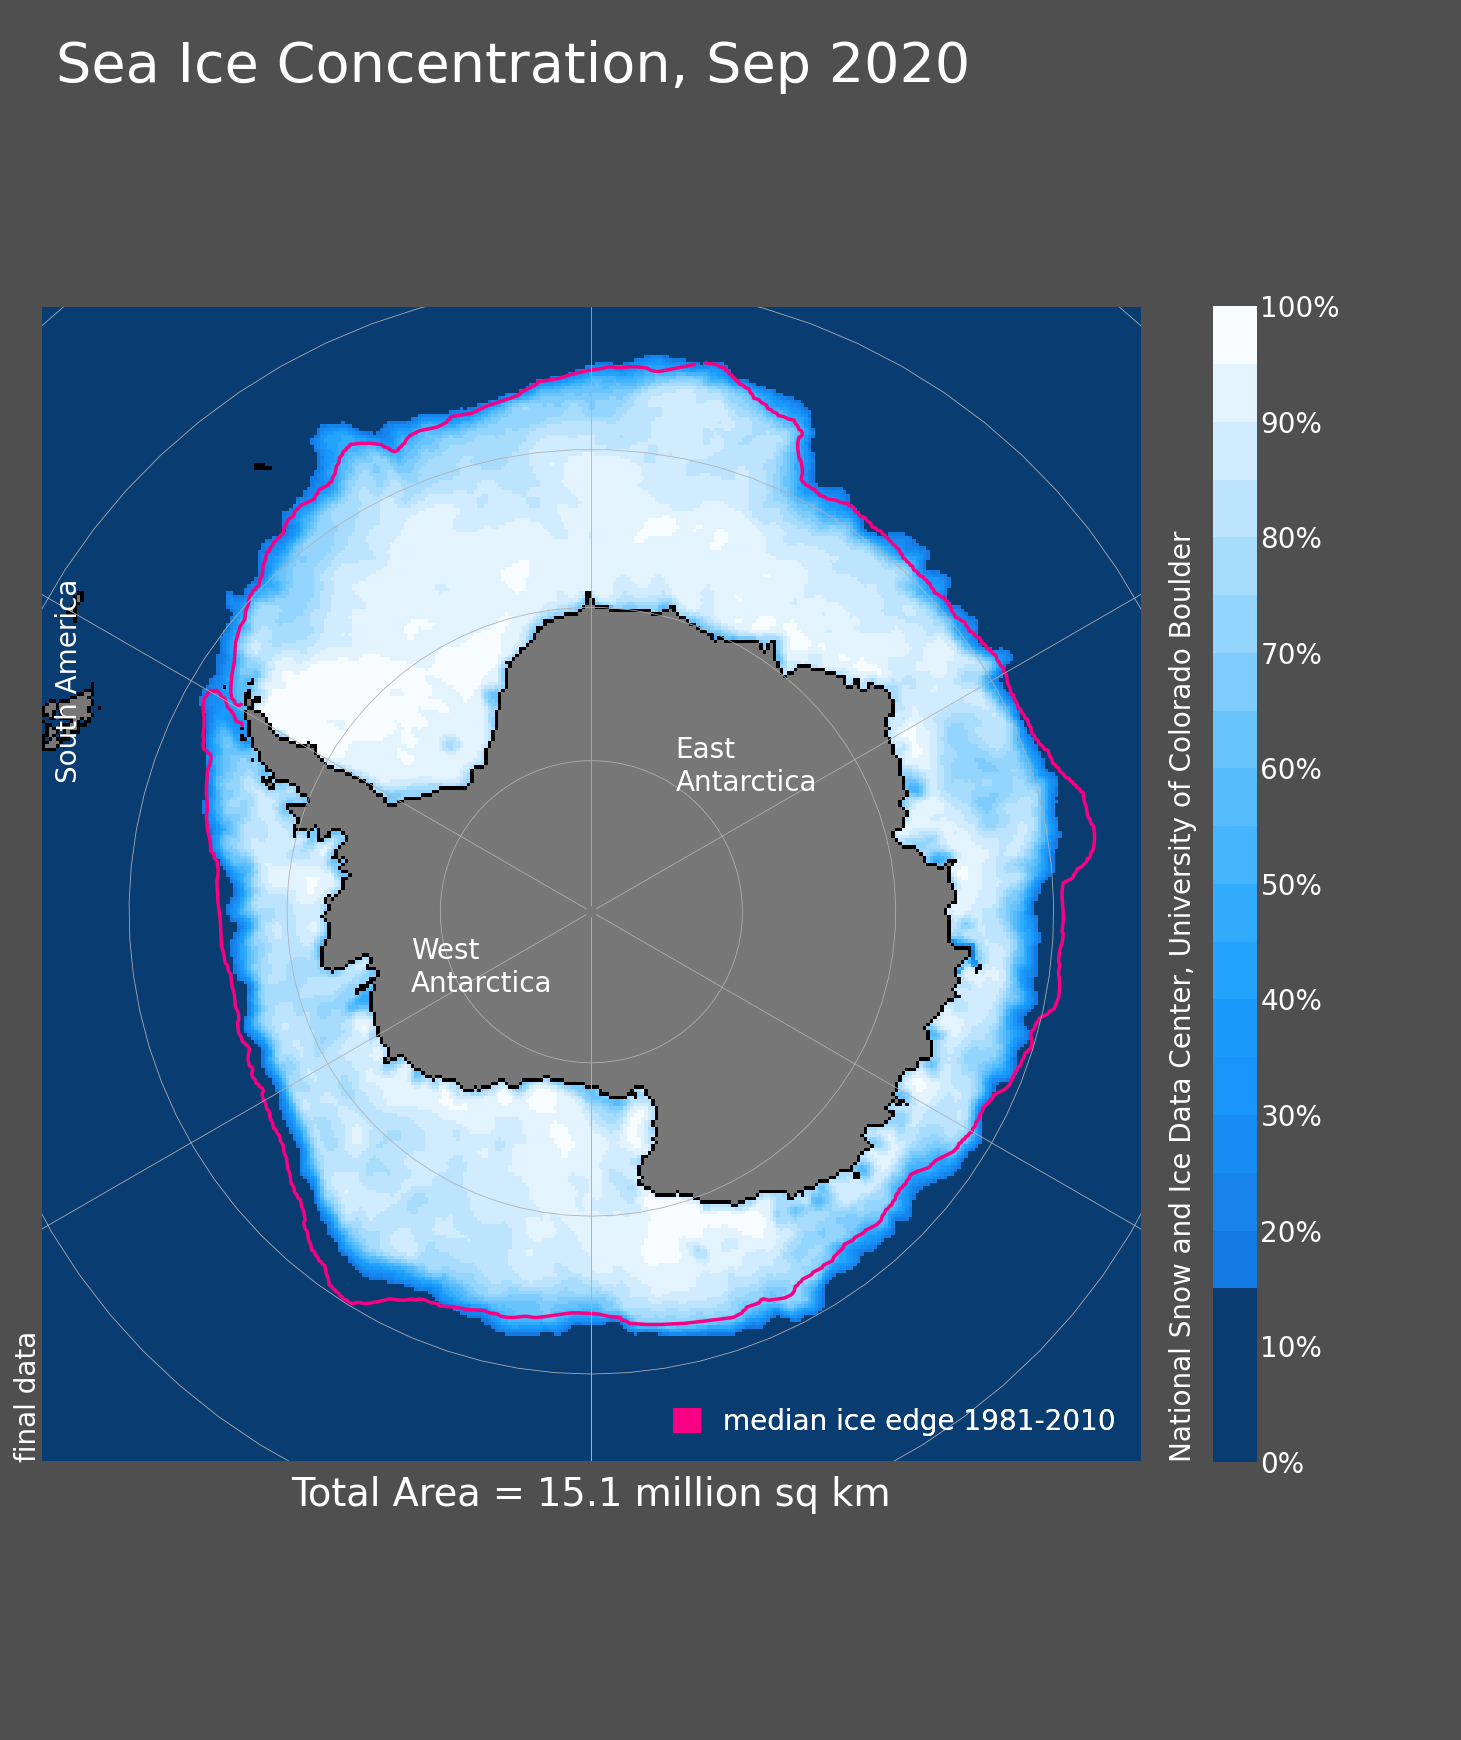 Sea Ice Concentration, Sep 2020
South America
East
Antarctica
West
Antarctica
median ice edge 1981-2010
final data
Total Area = 15.1 million sq km
National Snow and Ice Data Center, University of Colorado Boulder
100%
90%
80%
70%
60%
50%
40%
30%
20%
10%
0%